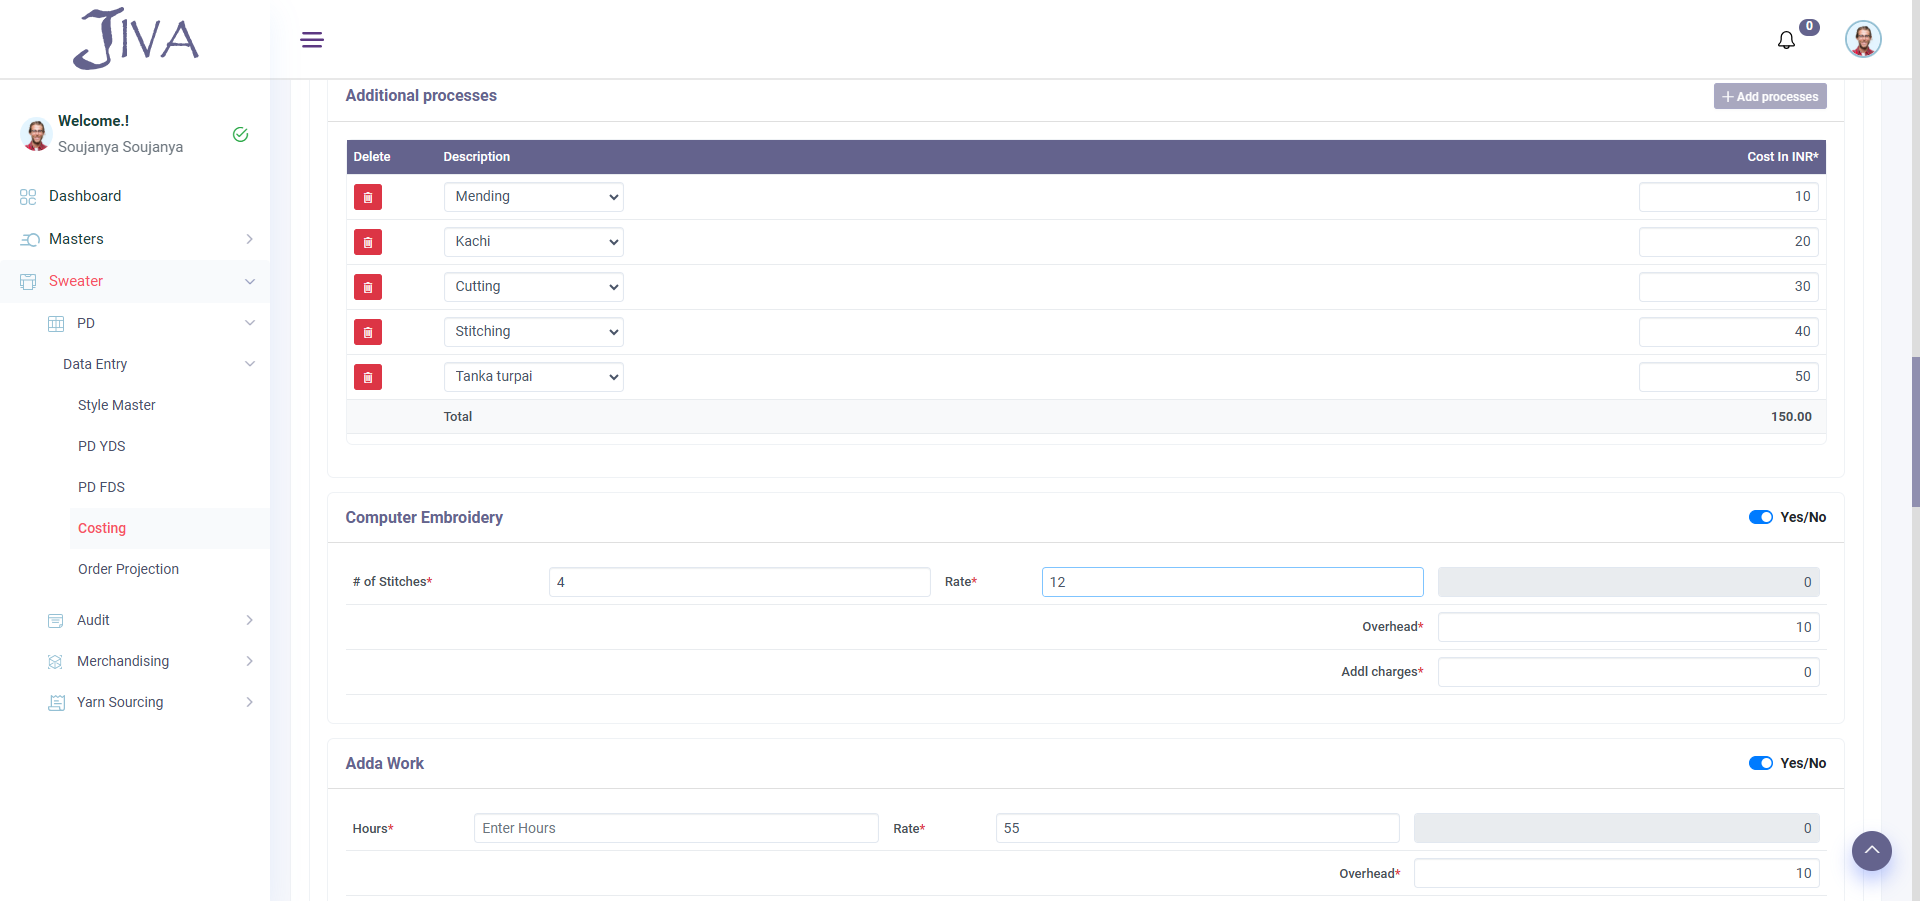 JIVA
0
Welcome.!
Soujanya Soujanya
Dashboard
Masters
Sweater
PD
Data Entry
Style Master
PD YDS
PD FDS
Costing
Order Projection
Audit
Merchandising
Yarn Sourcing
Additional processes
+ Add processes
Delete Description Cost In INR*
Mending 10
Kachi 20
Cutting 30
Stitching 40
Tanka turpai 50
Total 150.00
Computer Embroidery
Yes/No
# of Stitches* 4 Rate* 12 0
Overhead* 10
Addl charges* 0
Adda Work
Yes/No
Hours* Enter Hours Rate* 55 0
Overhead* 10